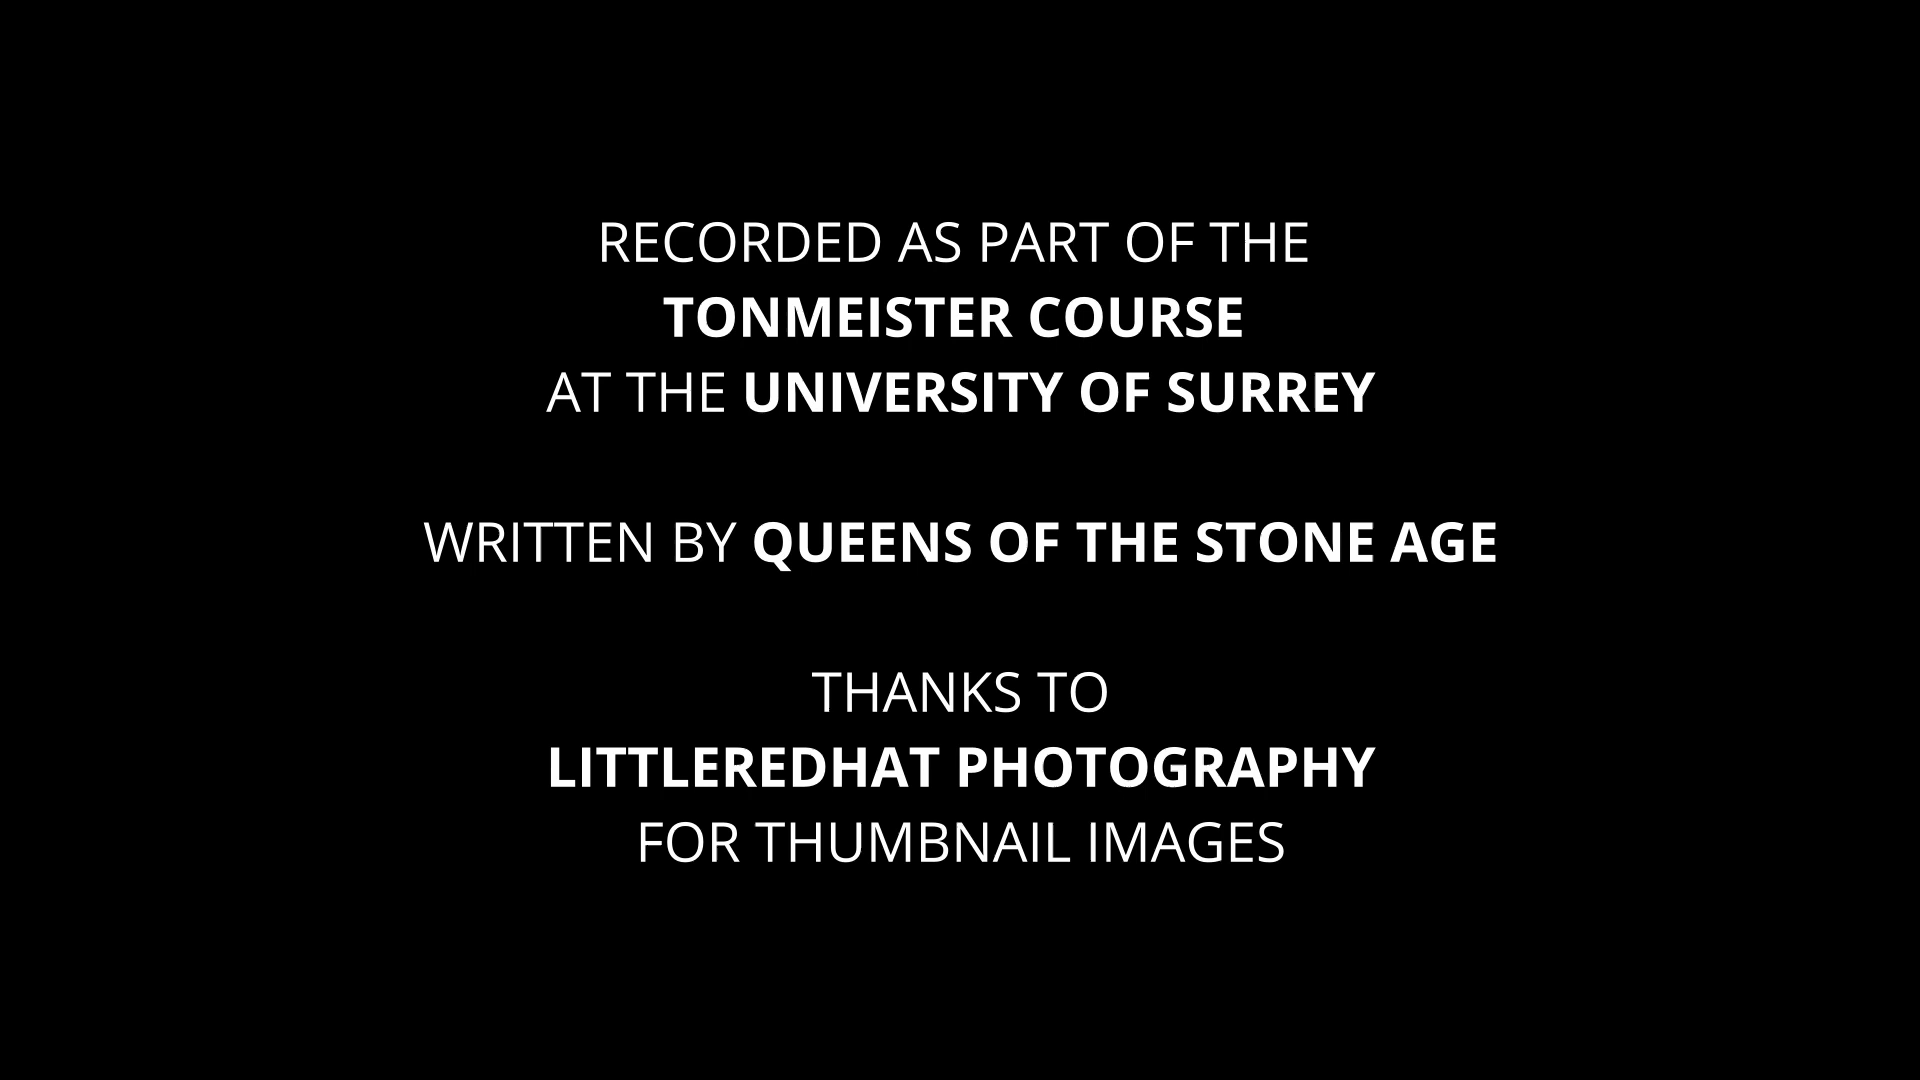 RECORDED AS PART OF THE
TONMEISTER COURSE
AT THE UNIVERSITY OF SURREY
WRITTEN BY QUEENS OF THE STONE AGE
THANKS TO
LITTLEREDHAT PHOTOGRAPHY
FOR THUMBNAIL IMAGES